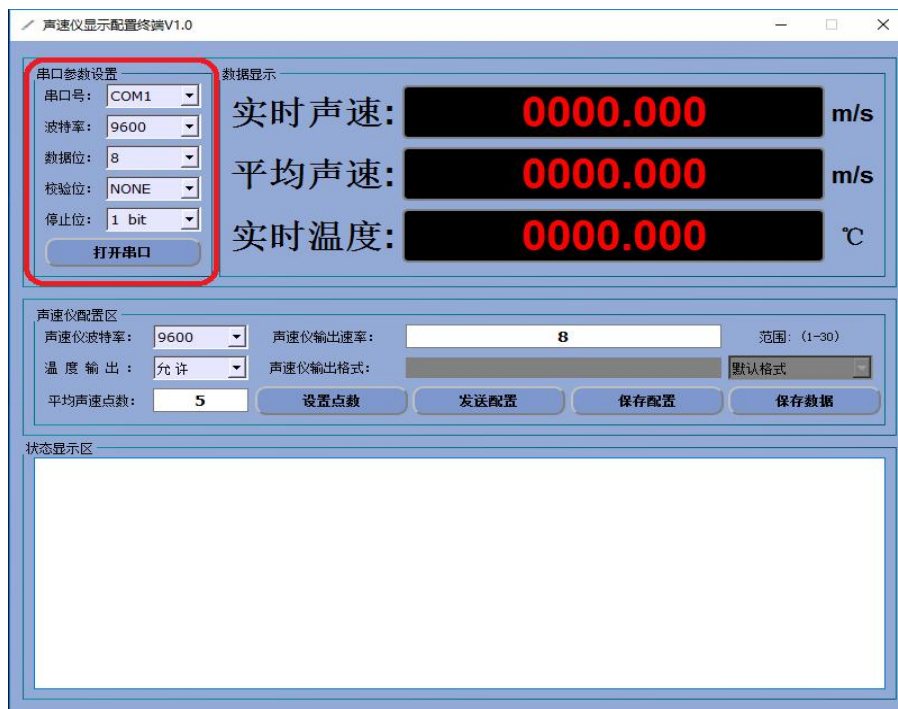 声速仪显示配置终端V1.0
串口参数设置
串口号: COM1
波特率: 9600
数据位: 8
校验位: NONE
停止位: 1 bit
打开串口
数据显示
实时声速: 0000.000 m/s
平均声速: 0000.000 m/s
实时温度: 0000.000 ℃
声速仪配置区
声速仪波特率: 9600 声速仪输出速率: 8 范围: (1-30)
温度输出: 允许 声速仪输出格式: 默认格式
平均声速点数: 5 设置点数 发送配置 保存配置 保存数据
状态显示区